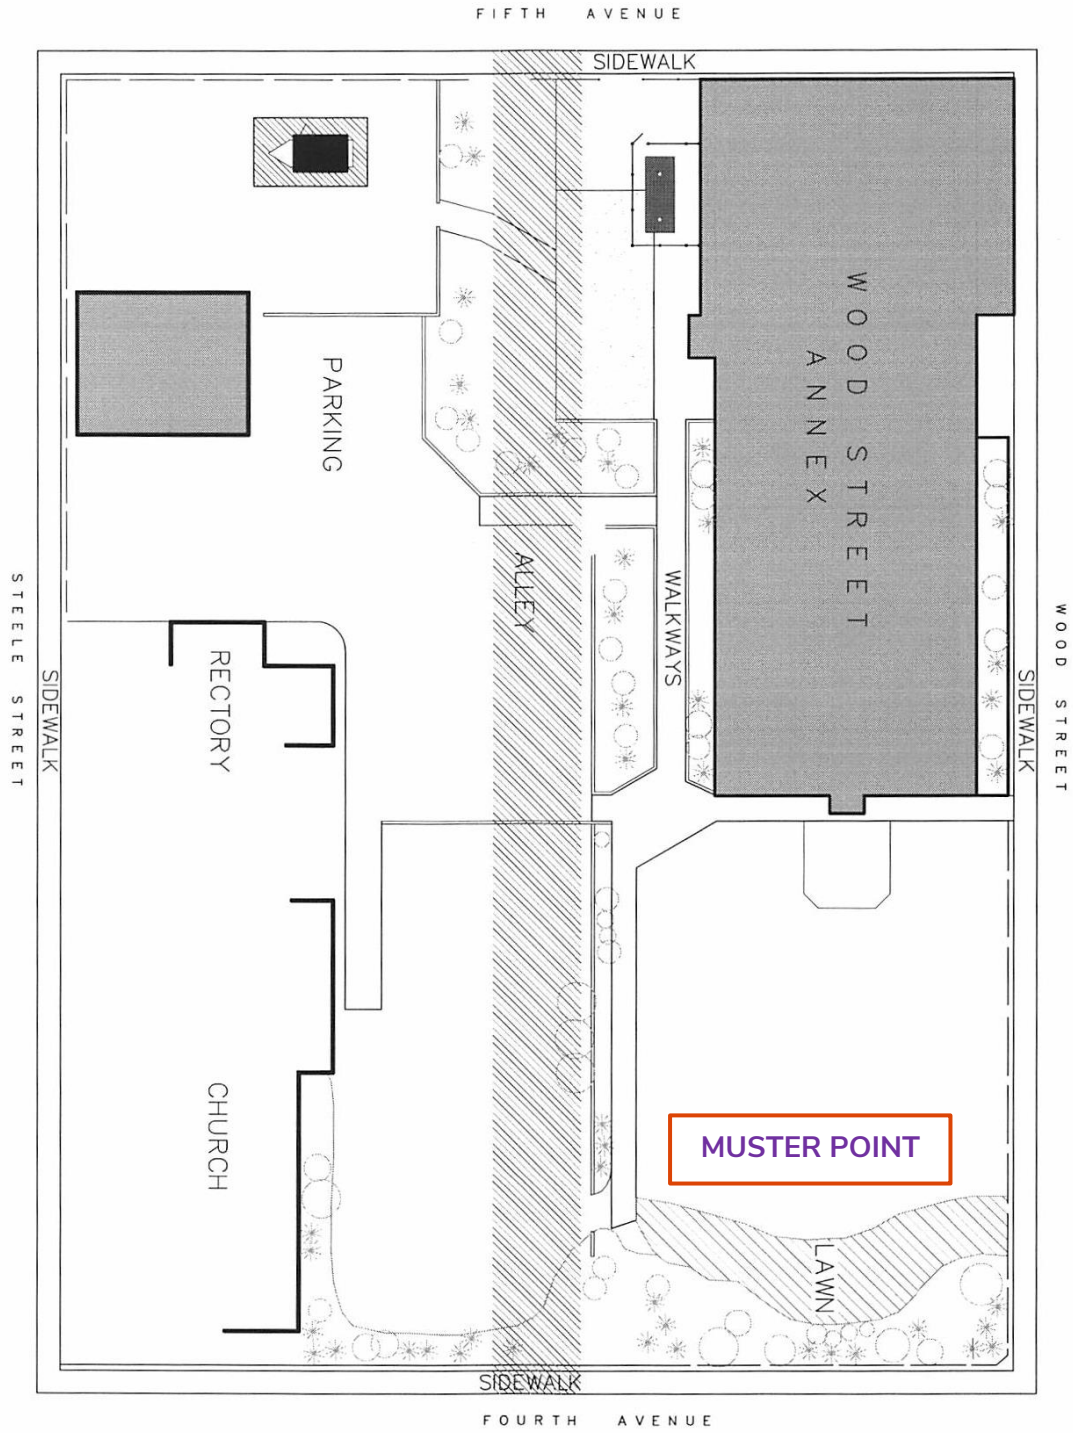 FIFTH AVENUE
SIDEWALK
WOOD STREET
ANNEX
PARKING
ALLEY
WALKWAYS
STEELE STREET
WOOD STREET
RECTORY
SIDEWALK
SIDEWALK
CHURCH
MUSTER POINT
LAWN
SIDEWALK
FOURTH AVENUE